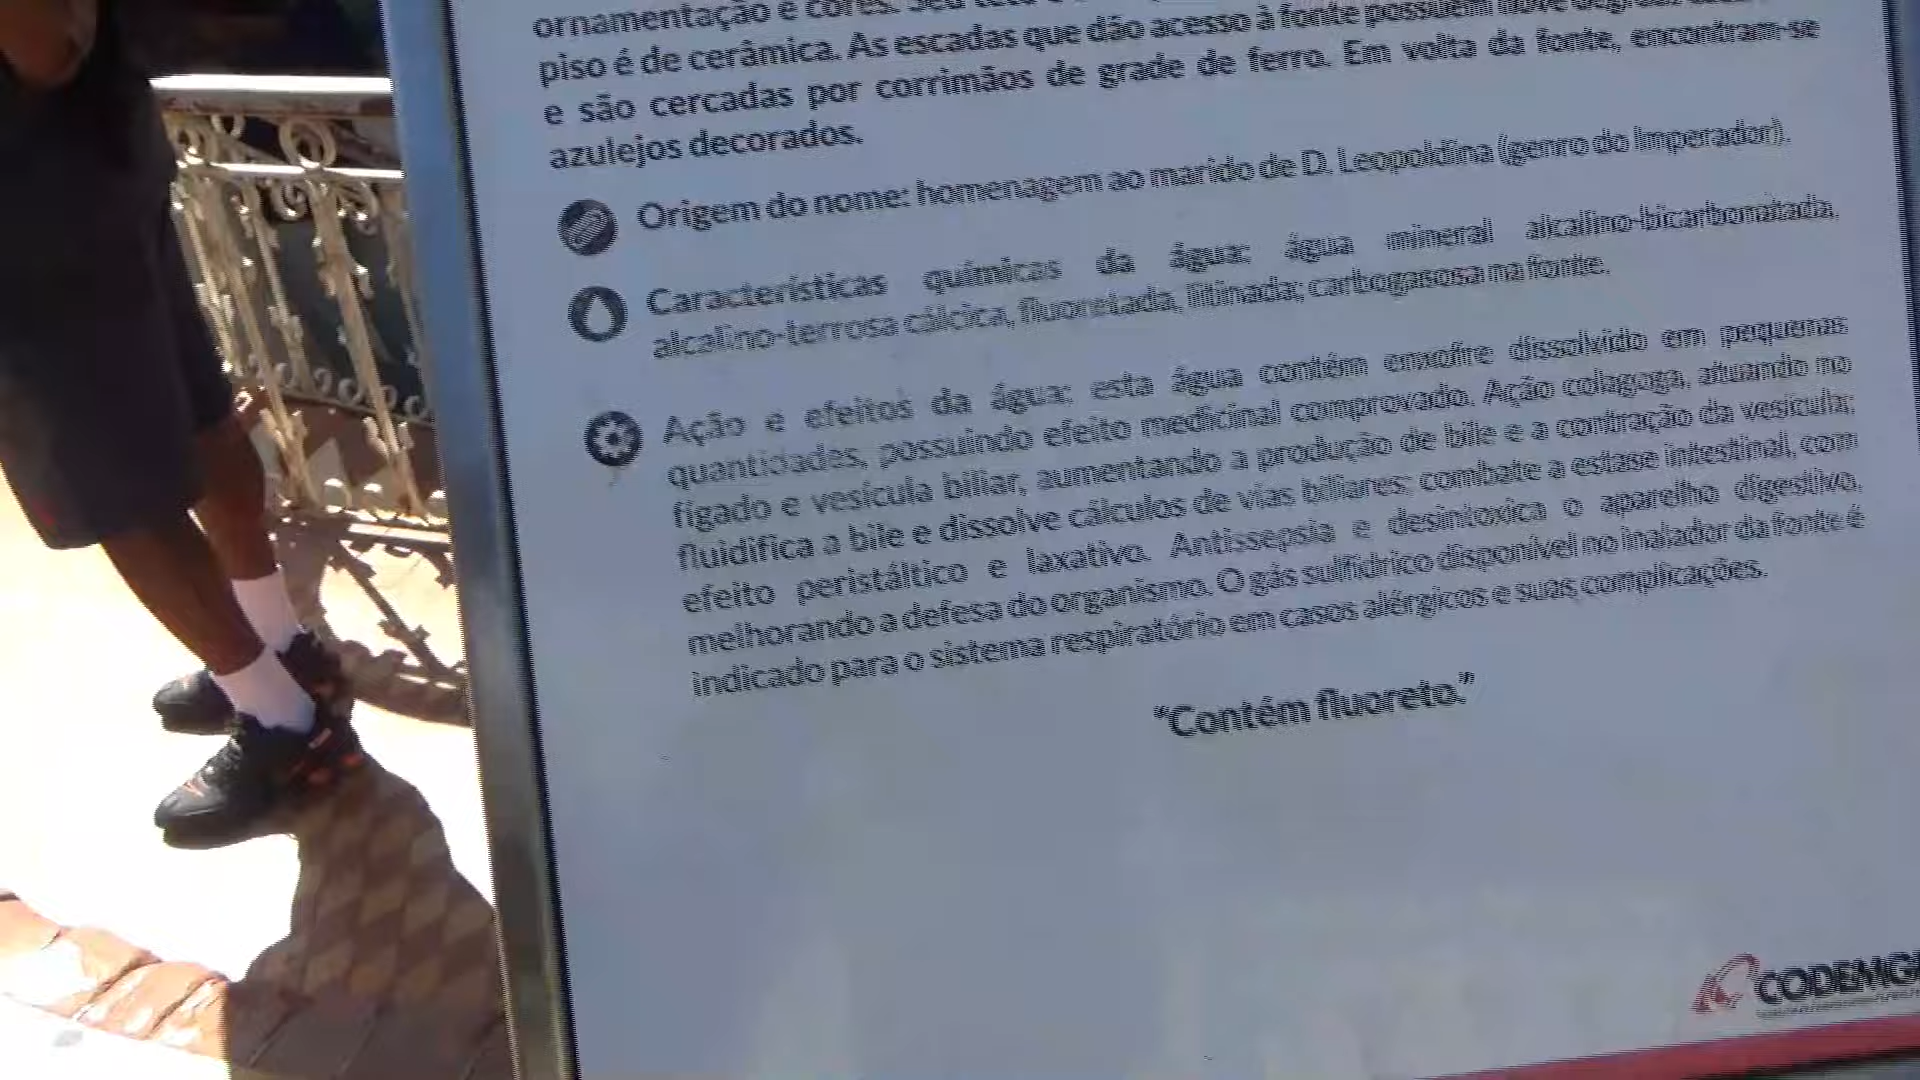 ornamentação e cores. Seu teto
piso é de cerâmica. As escadas que dão acesso à fonte possuem nove
e são cercadas por corrimãos de grade de ferro. Em volta da fonte, encontram-se
azulejos decorados.
Origem do nome: homenagem ao marido de D. Leopoldina (genro do Imperador).
Características químicas da água: água mineral alcalino-bicarbonatada,
alcalino-terrosa cálcica, fluoretada, litinada; carbogasosa na fonte.
Ação e efeitos da água: esta água contém enxofre dissolvido em pequenas
quantidades, possuindo efeito medicinal comprovado. Ação colagoga, atuando no
fígado e vesícula biliar, aumentando a produção de bile e a contração da vesícula;
fluidifica a bile e dissolve cálculos de vias biliares; combate a estase intestinal, com
efeito peristáltico e laxativo. Antissepsia e desintoxica o aparelho digestivo,
melhorando a defesa do organismo. O gás sulfídrico disponível no inalador da fonte é
indicado para o sistema respiratório em casos alérgicos e suas complicações.
“Contém fluoreto.”
CODEMG